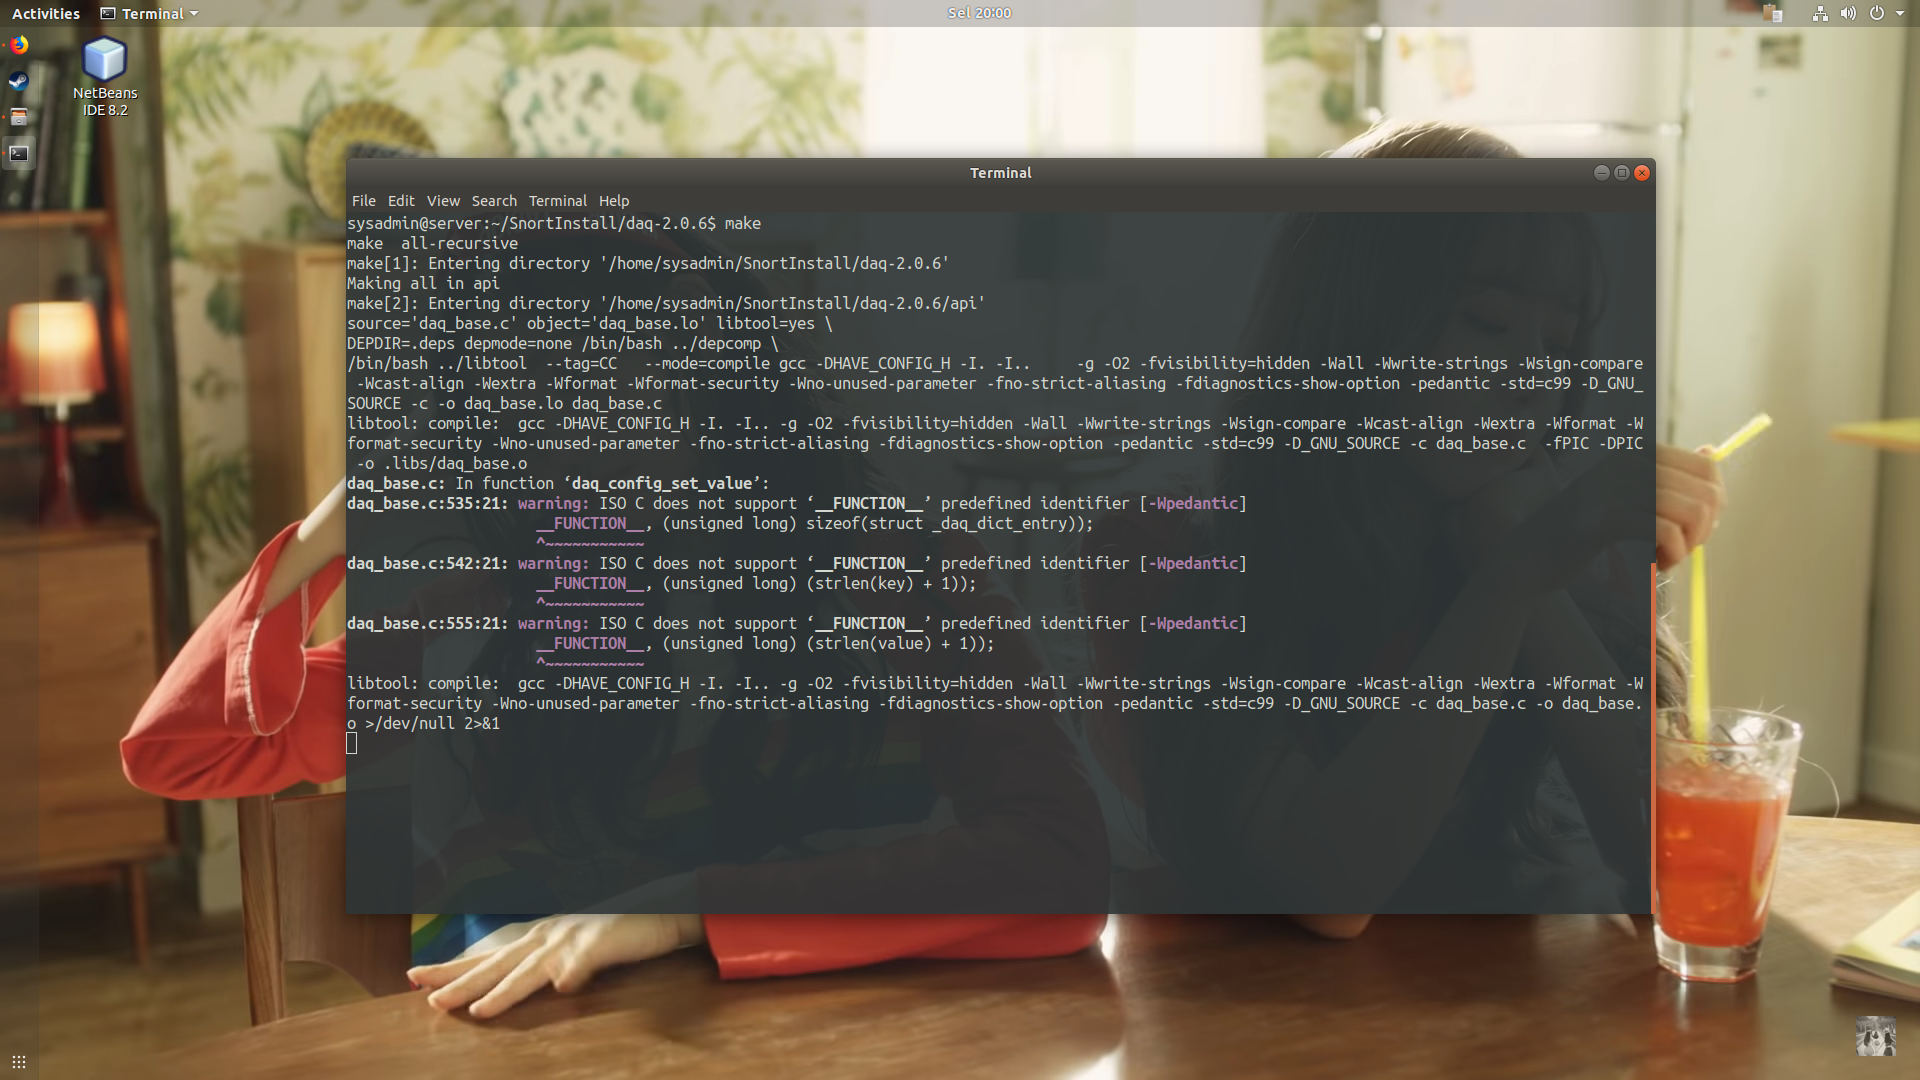 Activities Terminal Sel 20:00
NetBeans
IDE 8.2
Terminal
File Edit View Search Terminal Help
sysadmin@server:~/SnortInstall/daq-2.0.6$ make
make  all-recursive
make[1]: Entering directory '/home/sysadmin/SnortInstall/daq-2.0.6'
Making all in api
make[2]: Entering directory '/home/sysadmin/SnortInstall/daq-2.0.6/api'
source='daq_base.c' object='daq_base.lo' libtool=yes \
DEPDIR=.deps depmode=none /bin/bash ../depcomp \
/bin/bash ../libtool  --tag=CC   --mode=compile gcc -DHAVE_CONFIG_H -I. -I..     -g -O2 -fvisibility=hidden -Wall -Wwrite-strings -Wsign-compare
 -Wcast-align -Wextra -Wformat -Wformat-security -Wno-unused-parameter -fno-strict-aliasing -fdiagnostics-show-option -pedantic -std=c99 -D_GNU_
SOURCE -c -o daq_base.lo daq_base.c
libtool: compile:  gcc -DHAVE_CONFIG_H -I. -I.. -g -O2 -fvisibility=hidden -Wall -Wwrite-strings -Wsign-compare -Wcast-align -Wextra -Wformat -W
format-security -Wno-unused-parameter -fno-strict-aliasing -fdiagnostics-show-option -pedantic -std=c99 -D_GNU_SOURCE -c daq_base.c  -fPIC -DPIC
 -o .libs/daq_base.o
daq_base.c: In function ‘daq_config_set_value’:
daq_base.c:535:21: warning: ISO C does not support ‘__FUNCTION__’ predefined identifier [-Wpedantic]
                     __FUNCTION__, (unsigned long) sizeof(struct _daq_dict_entry));
                     ^~~~~~~~~~~~
daq_base.c:542:21: warning: ISO C does not support ‘__FUNCTION__’ predefined identifier [-Wpedantic]
                     __FUNCTION__, (unsigned long) (strlen(key) + 1));
                     ^~~~~~~~~~~~
daq_base.c:555:21: warning: ISO C does not support ‘__FUNCTION__’ predefined identifier [-Wpedantic]
                     __FUNCTION__, (unsigned long) (strlen(value) + 1));
                     ^~~~~~~~~~~~
libtool: compile:  gcc -DHAVE_CONFIG_H -I. -I.. -g -O2 -fvisibility=hidden -Wall -Wwrite-strings -Wsign-compare -Wcast-align -Wextra -Wformat -W
format-security -Wno-unused-parameter -fno-strict-aliasing -fdiagnostics-show-option -pedantic -std=c99 -D_GNU_SOURCE -c daq_base.c -o daq_base.
o >/dev/null 2>&1